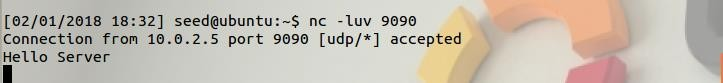 [02/01/2018 18:32] seed@ubuntu:~$ nc -luv 9090
Connection from 10.0.2.5 port 9090 [udp/*] accepted
Hello Server